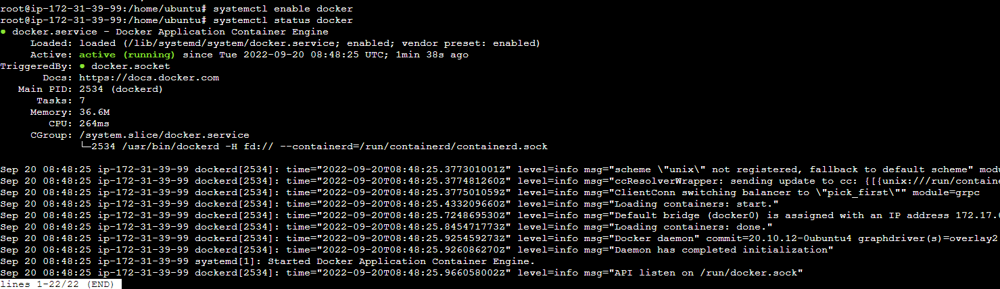 root@ip-172-31-39-99:/home/ubuntu# systemctl enable docker
root@ip-172-31-39-99:/home/ubuntu# systemctl status docker
● docker.service - Docker Application Container Engine
     Loaded: loaded (/lib/systemd/system/docker.service; enabled; vendor preset: enabled)
     Active: active (running) since Tue 2022-09-20 08:48:25 UTC; 1min 38s ago
TriggeredBy: ● docker.socket
       Docs: https://docs.docker.com
   Main PID: 2534 (dockerd)
      Tasks: 7
     Memory: 36.6M
        CPU: 264ms
     CGroup: /system.slice/docker.service
             └─2534 /usr/bin/dockerd -H fd:// --containerd=/run/containerd/containerd.sock

Sep 20 08:48:25 ip-172-31-39-99 dockerd[2534]: time="2022-09-20T08:48:25.377301001Z" level=info msg="scheme \"unix\" not registered, fallback to default scheme" modu
Sep 20 08:48:25 ip-172-31-39-99 dockerd[2534]: time="2022-09-20T08:48:25.377481260Z" level=info msg="ccResolverWrapper: sending update to cc: {[{unix:///run/containe
Sep 20 08:48:25 ip-172-31-39-99 dockerd[2534]: time="2022-09-20T08:48:25.377501059Z" level=info msg="ClientConn switching balancer to \"pick_first\"" module=grpc
Sep 20 08:48:25 ip-172-31-39-99 dockerd[2534]: time="2022-09-20T08:48:25.433209660Z" level=info msg="Loading containers: start."
Sep 20 08:48:25 ip-172-31-39-99 dockerd[2534]: time="2022-09-20T08:48:25.724869530Z" level=info msg="Default bridge (docker0) is assigned with an IP address 172.17.0
Sep 20 08:48:25 ip-172-31-39-99 dockerd[2534]: time="2022-09-20T08:48:25.845471773Z" level=info msg="Loading containers: done."
Sep 20 08:48:25 ip-172-31-39-99 dockerd[2534]: time="2022-09-20T08:48:25.925459273Z" level=info msg="Docker daemon" commit=20.10.12-0ubuntu4 graphdriver(s)=overlay2
Sep 20 08:48:25 ip-172-31-39-99 dockerd[2534]: time="2022-09-20T08:48:25.926086270Z" level=info msg="Daemon has completed initialization"
Sep 20 08:48:25 ip-172-31-39-99 systemd[1]: Started Docker Application Container Engine.
Sep 20 08:48:25 ip-172-31-39-99 dockerd[2534]: time="2022-09-20T08:48:25.966058002Z" level=info msg="API listen on /run/docker.sock"
lines 1-22/22 (END)